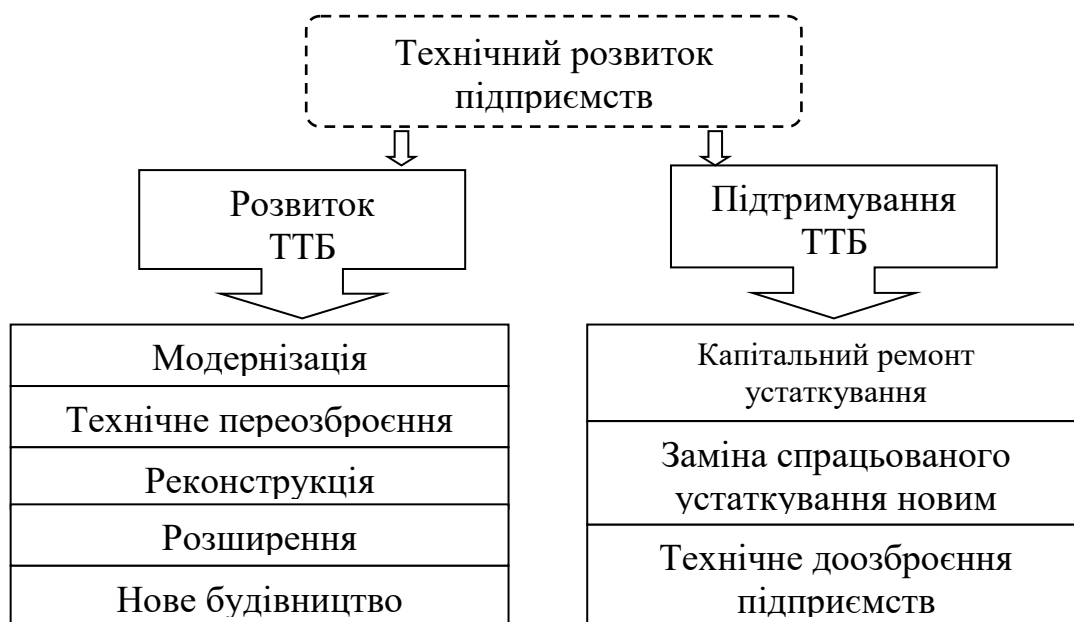 Технічний розвиток
підприємств
Розвиток
ТТБ
Підтримування
ТТБ
Модернізація
Технічне переозброєння
Реконструкція
Розширення
Нове будівництво
Капітальний ремонт
устаткування
Заміна спрацьованого
устаткування новим
Технічне доозброєння
підприємств